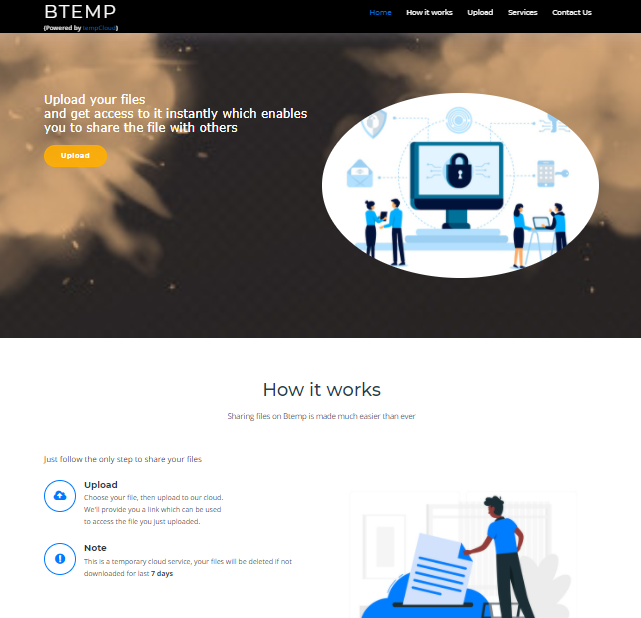 BTEMP
(Powered by tempCloud)
Home How it works Upload Services Contact Us
Upload your files
and get access to it instantly which enables
you to share the file with others
Upload
How it works
Sharing files on Btemp is made much easier than ever
Just follow the only step to share your files
Upload
Choose your file, then upload to our cloud.
We'll provide you a link which can be used
to access the file you just uploaded.
Note
This is a temporary cloud service, your files will be deleted if not
downloaded for last 7 days